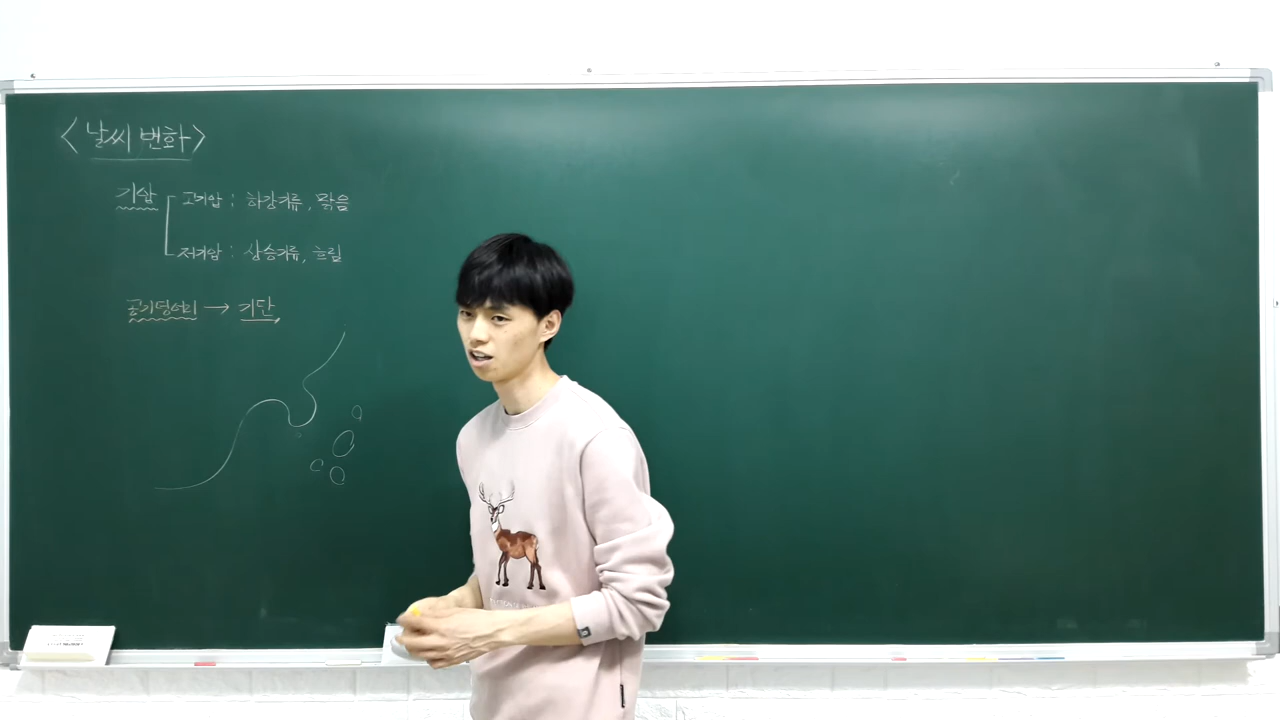 <날씨 변화>
기압
고기압 : 하강기류, 맑음
저기압 : 상승기류, 흐림
공기덩어리 → 기단